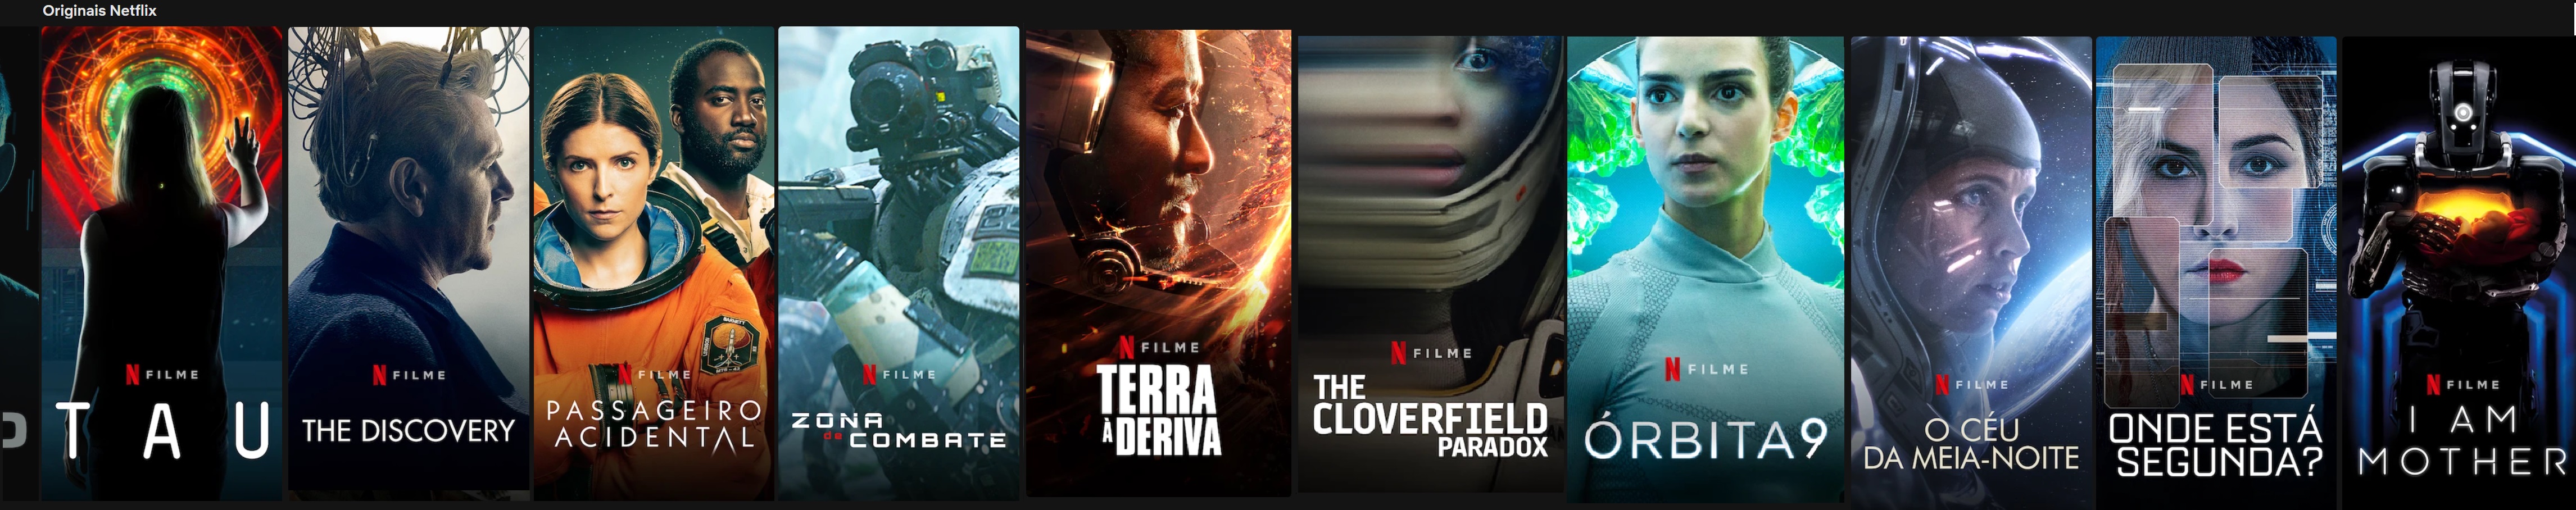 Originais Netflix
N FILME
TAU
N FILME
THE DISCOVERY
N FILME
PASSAGEIRO
ACIDENTAL
N FILME
ZONA
de COMBATE
N FILME
TERRA
À DERIVA
N FILME
THE
CLOVERFIELD
PARADOX
N FILME
ÓRBITA 9
N FILME
O CÉU
DA MEIA-NOITE
N FILME
ONDE ESTÁ
SEGUNDA?
N FILME
I AM
MOTHER